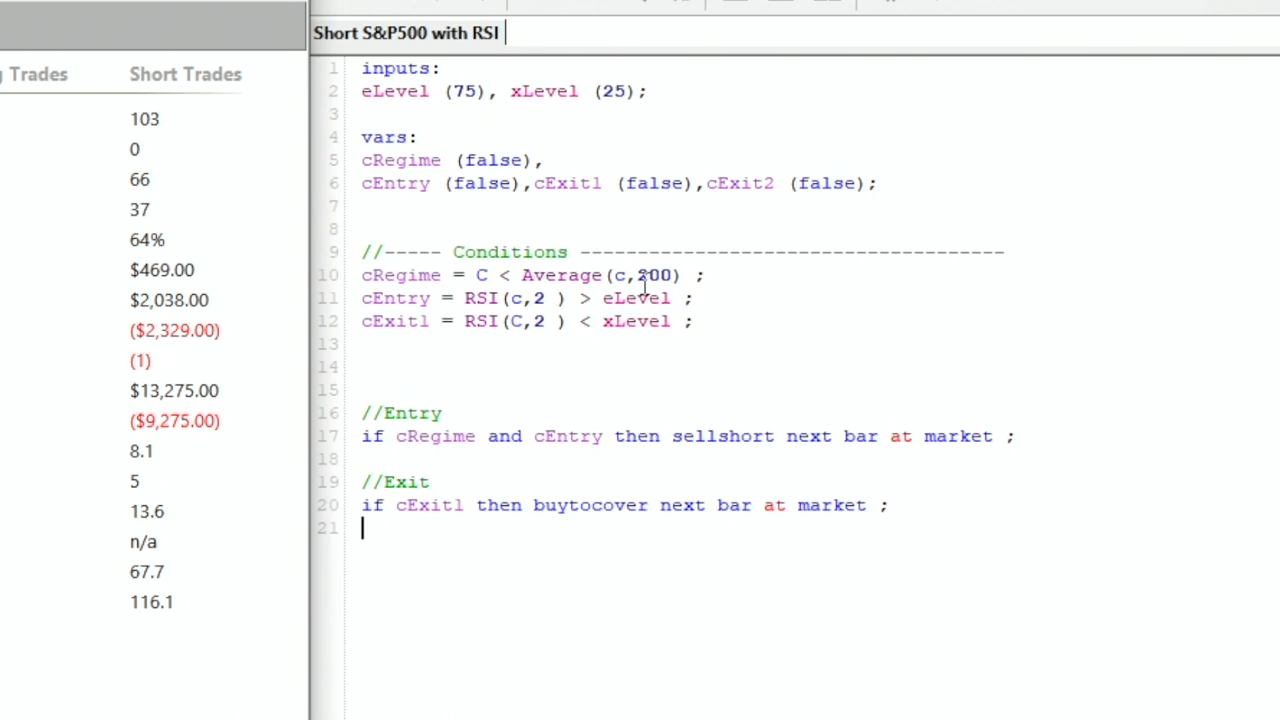 g Trades Short Trades
103
0
66
37
64%
$469.00
$2,038.00
($2,329.00)
(1)
$13,275.00
($9,275.00)
8.1
5
13.6
n/a
67.7
116.1
Short S&P500 with RSI
1 inputs:
2 eLevel (75), xLevel (25);
3
4 vars:
5 cRegime (false),
6 cEntry (false),cExit1 (false),cExit2 (false);
7
8
9 //----- Conditions -------------------------------------
10 cRegime = C < Average(c,200) ;
11 cEntry = RSI(c,2 ) > eLevel ;
12 cExit1 = RSI(C,2 ) < xLevel ;
13
14
15
16 //Entry
17 if cRegime and cEntry then sellshort next bar at market ;
18
19 //Exit
20 if cExit1 then buytocover next bar at market ;
21